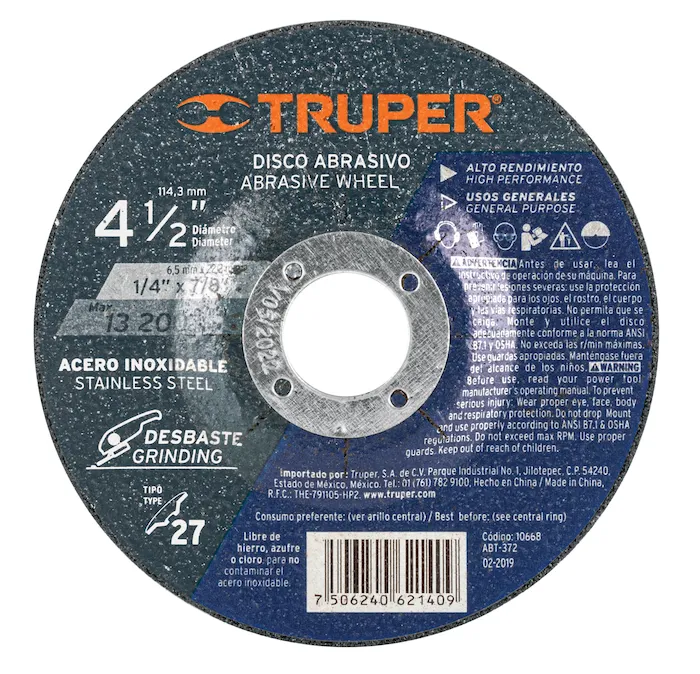 TRUPER®
DISCO ABRASIVO
ABRASIVE WHEEL
ALTO RENDIMIENTO
HIGH PERFORMANCE
USOS GENERALES
GENERAL PURPOSE
114,3 mm
4 1/2"
Diámetro
Diameter
6,5 mm x
1/4" x 7/8"
Max.
13 20
ACERO INOXIDABLE
STAINLESS STEEL
DESBASTE
GRINDING
TIPO
TYPE
27
V03/2022
ADVERTENCIA Antes de usar, lea el
instructivo de operación de su máquina. Para
prevenir lesiones severas: use la protección
apropiada para los ojos, el rostro, el cuerpo
y las vías respiratorias. No permita que se
caiga. Monte y utilice el disco
adecuadamente conforme a la norma ANSI
B7.1 y OSHA. No exceda las r/min máximas.
Use guardas apropiadas. Manténgase fuera
del alcance de los niños. WARNING
Before use, read your power tool
manufacturer's operating manual. To prevent
serious injury: Wear proper eye, face, body
and respiratory protection. Do not drop. Mount
and use properly according to ANSI B7.1 & OSHA
regulations. Do not exceed max RPM. Use proper
guards. Keep out of reach of children.
Importado por: Truper, S.A. de C.V. Parque Industrial No. 1, Jilotepec, C.P. 54240,
Estado de México, México, Tel.: 01 (761) 782 9100, Hecho en China / Made in China,
R.F.C.: THE-791105-HP2. www.truper.com
Consumo preferente: (ver arillo central) / Best before: (see central ring)
Libre de
hierro, azufre
o cloro, para no
contaminar el
acero inoxidable.
7 506240 621409
Código: 10668
ABT-372
02-2019